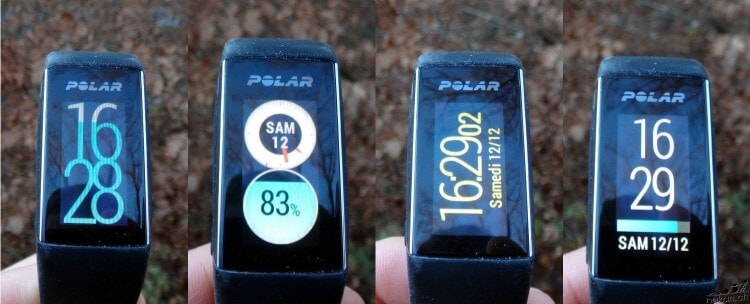 POLAR
16
28
POLAR
SAM
12
83%
POLAR
16:29
02
Samedi 12/12
POLAR
16
29
SAM 12/12